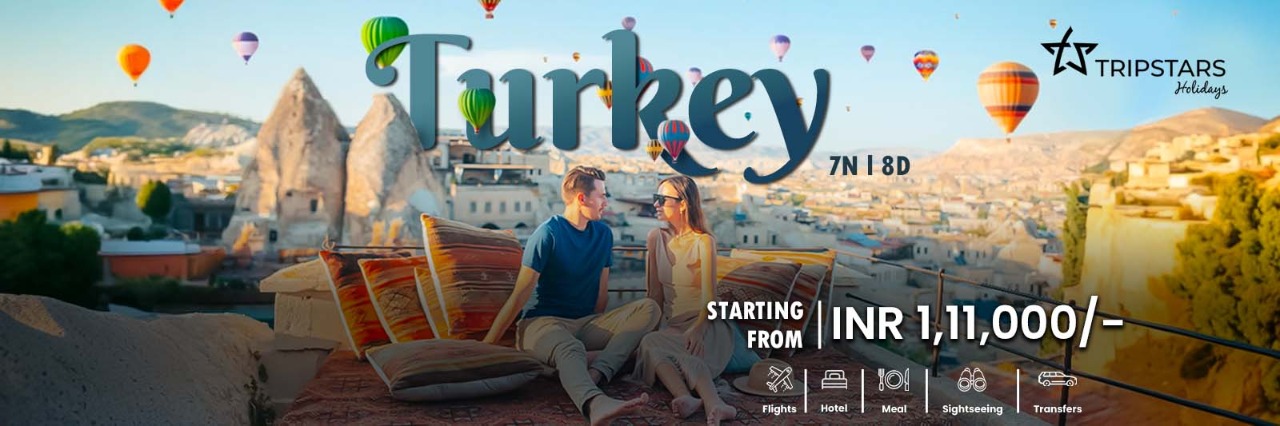 Turkey
7N | 8D
TRIPSTARS
Holidays
STARTING
FROM
INR 1,11,000/-
Flights
Hotel
Meal
Sightseeing
Transfers